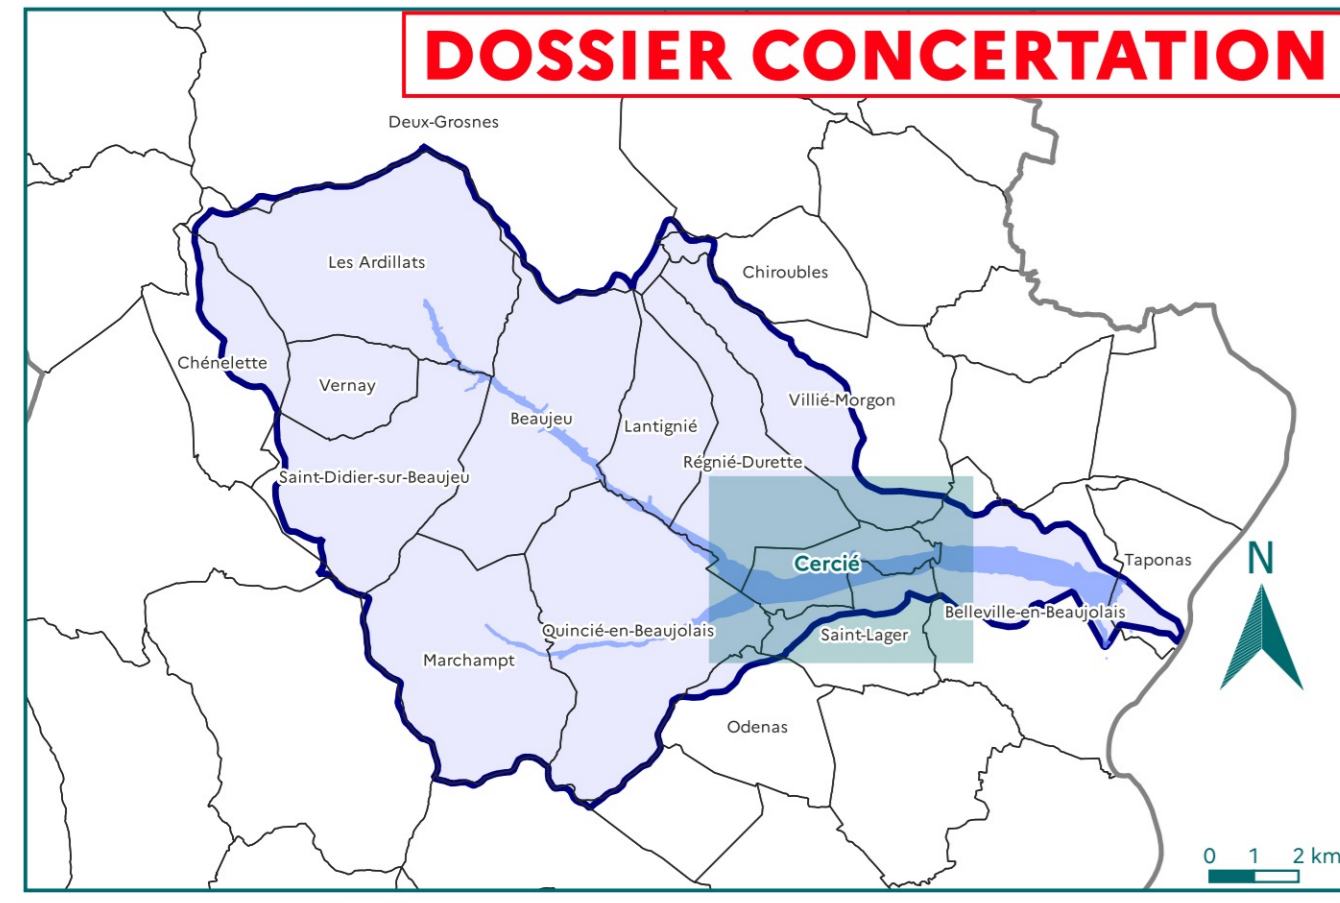 DOSSIER CONCERTATION
Deux-Grosnes
Les Ardillats
Chiroubles
Chénelette
Vernay
Villié-Morgon
Beaujeu
Lantignié
Régnié-Durette
Saint-Didier-sur-Beaujeu
N
Cercié
Taponas
Belleville-en-Beaujolais
Quincié-en-Beaujolais
Saint-Lager
Marchampt
Odenas
0 1 2 km